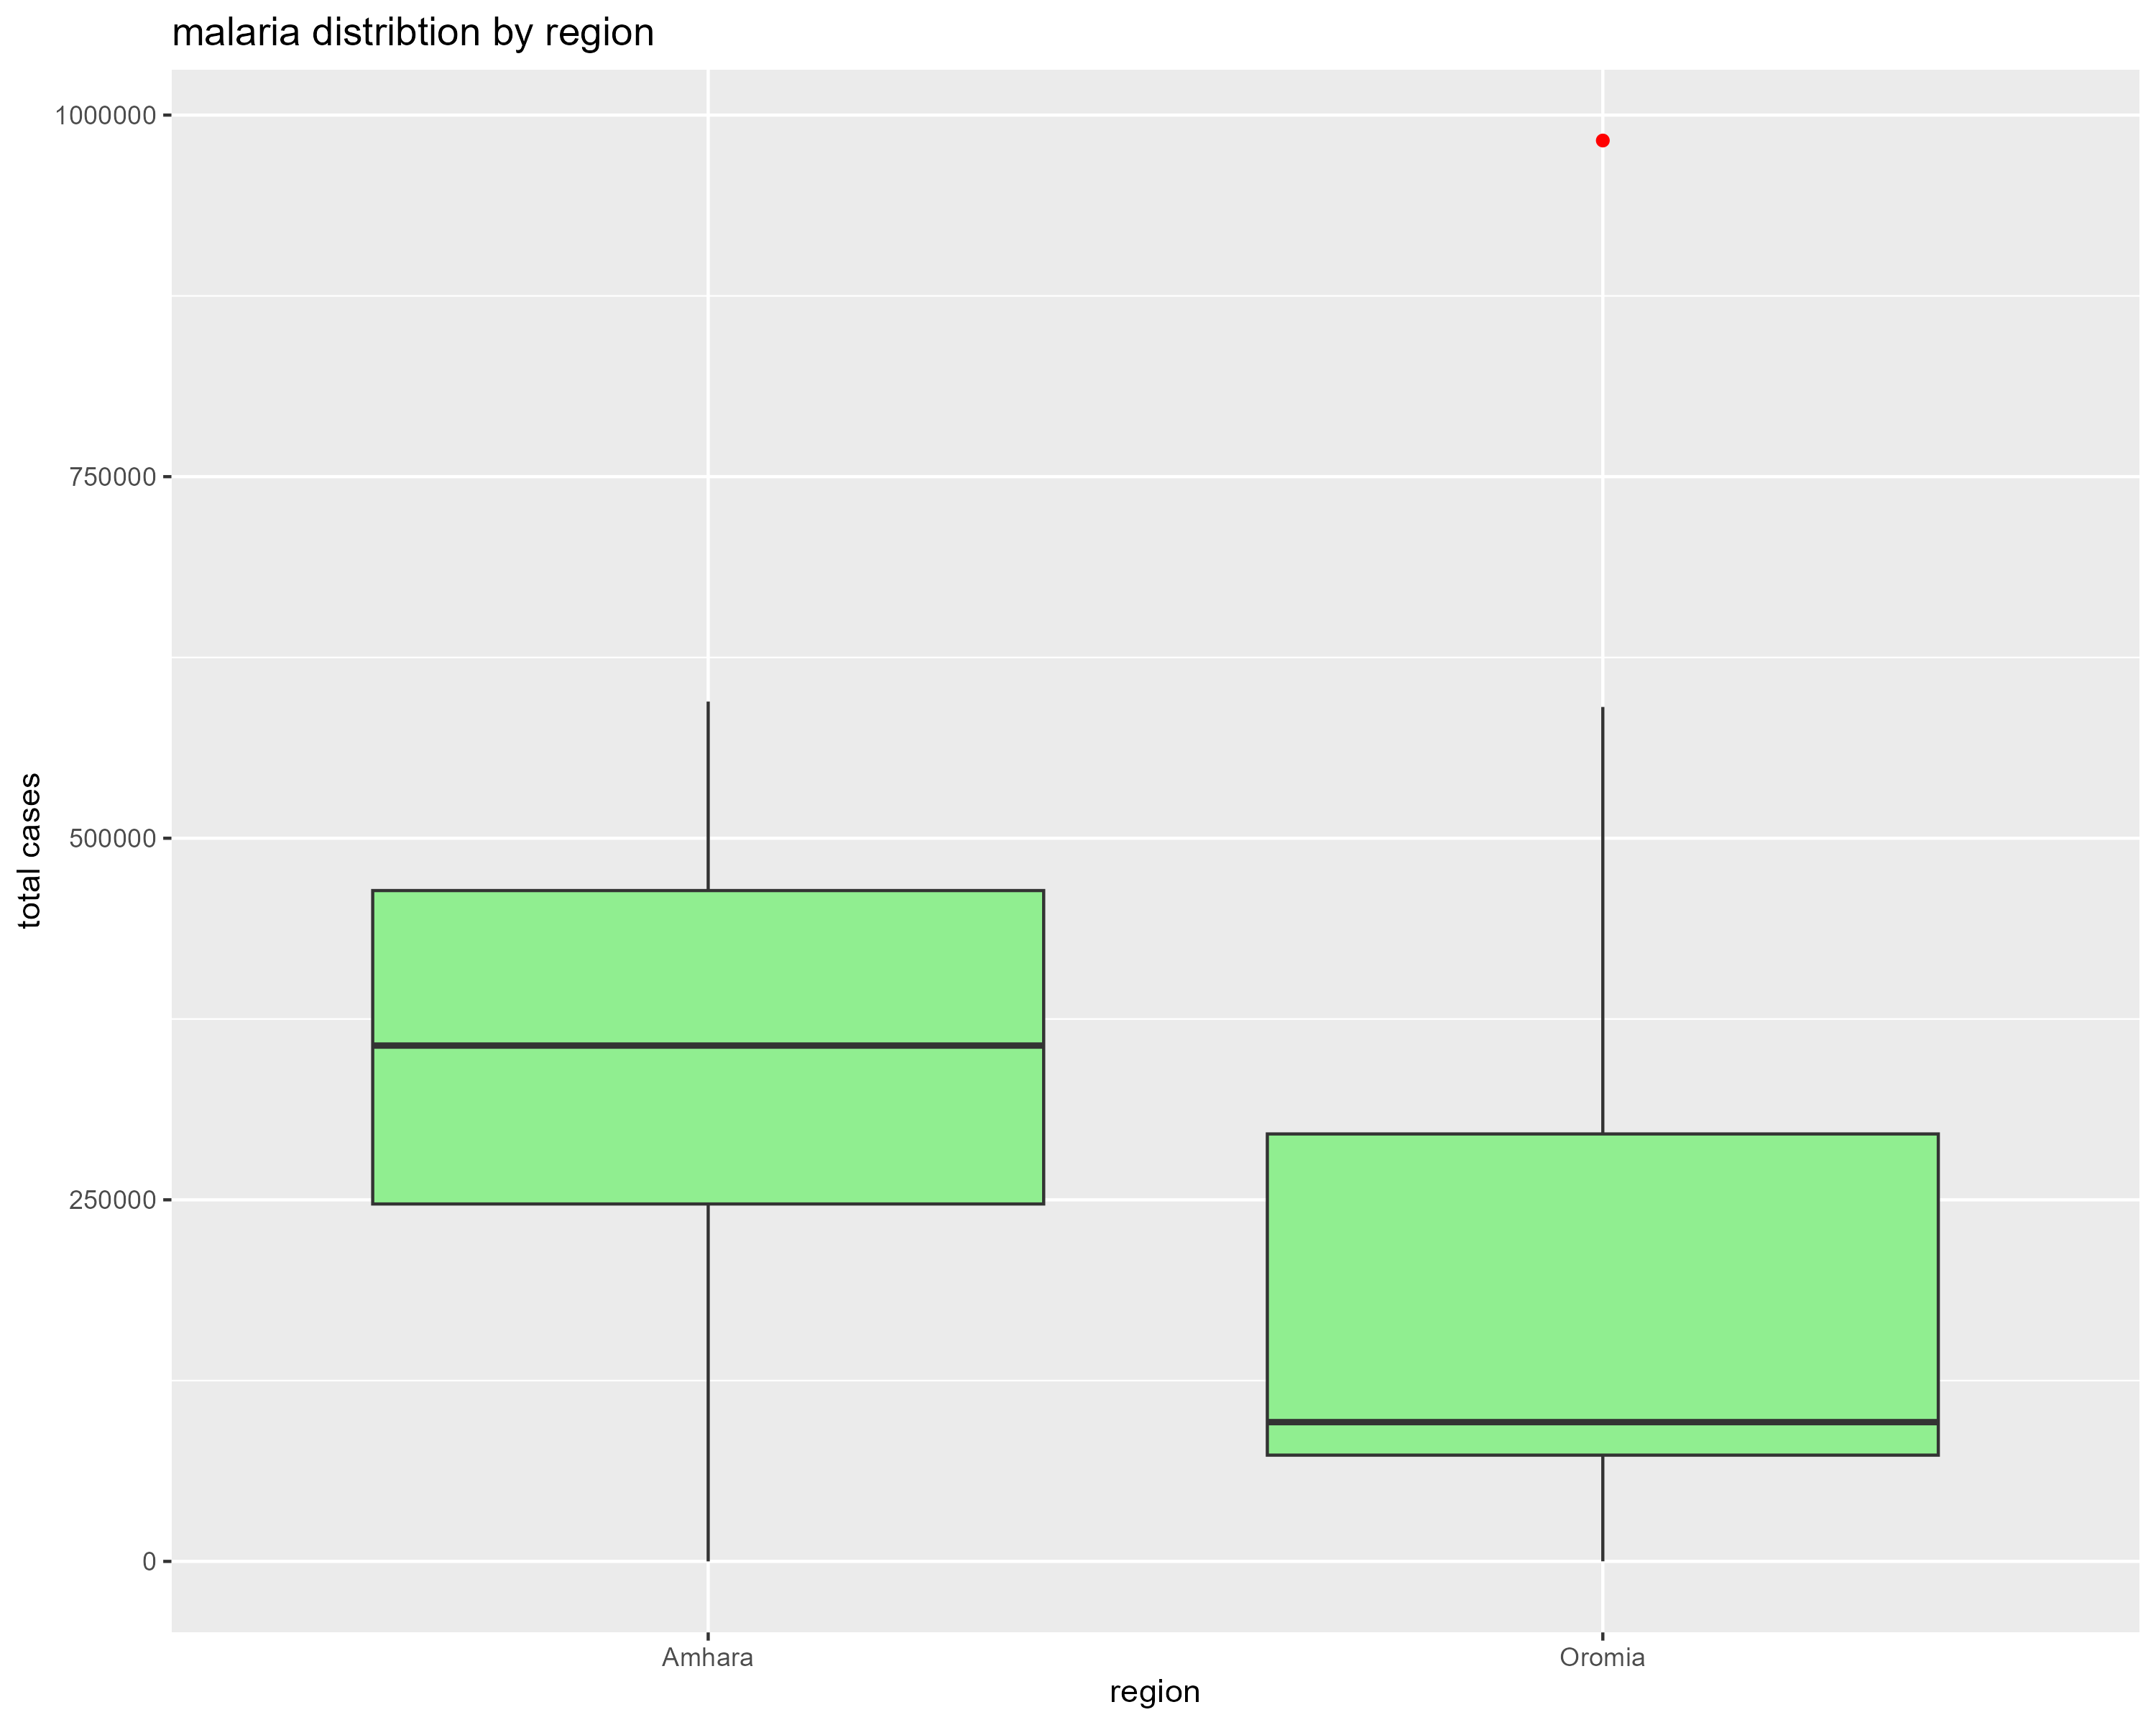 malaria distribtion by region
1000000
750000
500000
250000
0
total cases
Amhara
Oromia
region